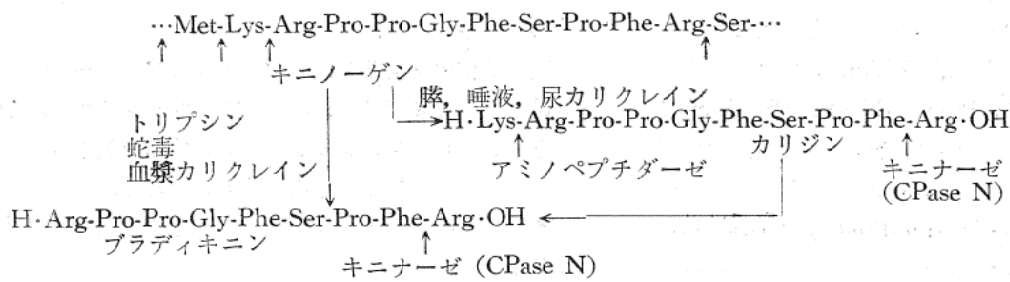 …Met-Lys-Arg-Pro-Pro-Gly-Phe-Ser-Pro-Phe-Arg-Ser-…
キニノーゲン
膵，唾液，尿カリクレイン
トリプシン
蛇毒
血漿カリクレイン
H·Lys-Arg-Pro-Pro-Gly-Phe-Ser-Pro-Phe-Arg·OH
カリジン
アミノペプチダーゼ
キニナーゼ
(CPase N)
H·Arg-Pro-Pro-Gly-Phe-Ser-Pro-Phe-Arg·OH
ブラディキニン
キニナーゼ (CPase N)